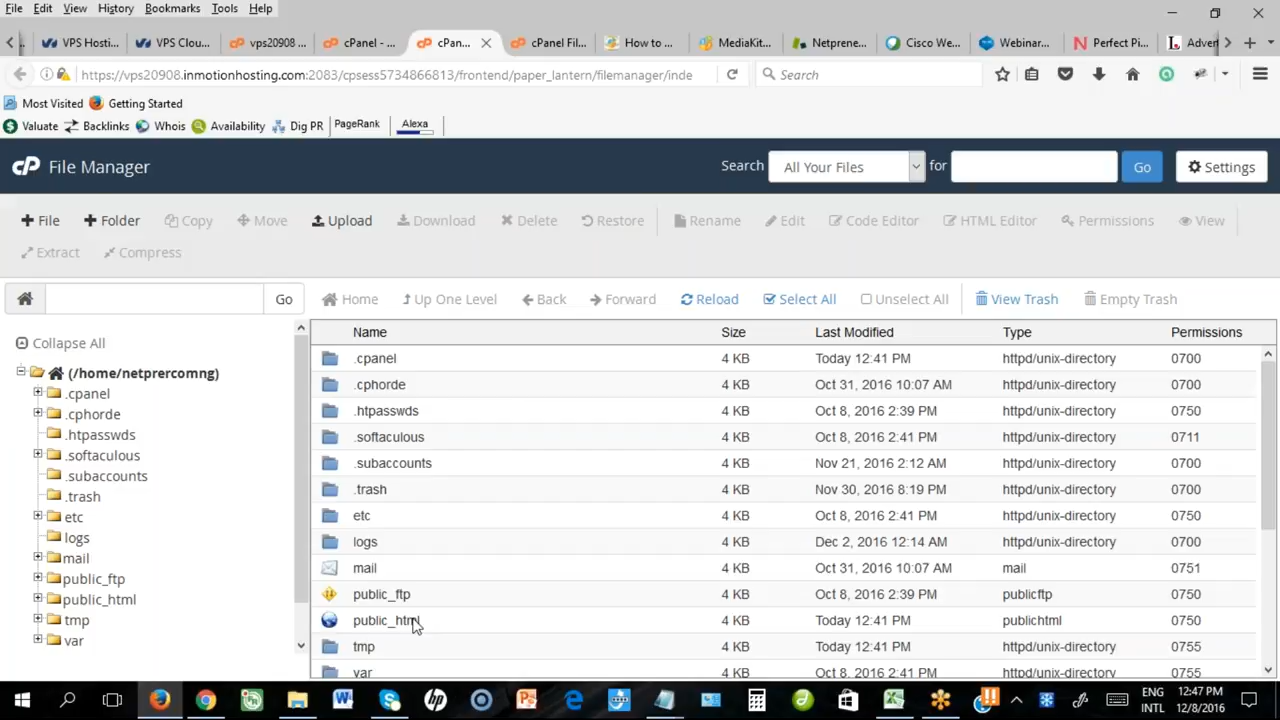 File Edit View History Bookmarks Tools Help
VPS Hosti... VPS Clou... vps20908 ... cPanel - ... cPan... cPanel Fil... How to ... MediaKit... Netprene... Cisco We... Webinar... Perfect Pi... Adver
https://vps20908.inmotionhosting.com:2083/cpsess5734866813/frontend/paper_lantern/filemanager/inde Search
Most Visited Getting Started
Valuate Backlinks Whois Availability Dig PR PageRank Alexa
cP File Manager Search All Your Files for Go Settings
File Folder Copy Move Upload Download Delete Restore Rename Edit Code Editor HTML Editor Permissions View
Extract Compress
Go Home Up One Level Back Forward Reload Select All Unselect All View Trash Empty Trash
Collapse All
(/home/netprercomng)
.cpanel
.cphorde
.htpasswds
.softaculous
.subaccounts
.trash
etc
logs
mail
public_ftp
public_html
tmp
var
Name Size Last Modified Type Permissions
.cpanel 4 KB Today 12:41 PM httpd/unix-directory 0700
.cphorde 4 KB Oct 31, 2016 10:07 AM httpd/unix-directory 0700
.htpasswds 4 KB Oct 8, 2016 2:39 PM httpd/unix-directory 0750
.softaculous 4 KB Oct 8, 2016 2:41 PM httpd/unix-directory 0711
.subaccounts 4 KB Nov 21, 2016 2:12 AM httpd/unix-directory 0700
.trash 4 KB Nov 30, 2016 8:19 PM httpd/unix-directory 0700
etc 4 KB Oct 8, 2016 2:41 PM httpd/unix-directory 0750
logs 4 KB Dec 2, 2016 12:14 AM httpd/unix-directory 0700
mail 4 KB Oct 31, 2016 10:07 AM mail 0751
public_ftp 4 KB Oct 8, 2016 2:39 PM publicftp 0750
public_html 4 KB Today 12:41 PM publichtml 0750
tmp 4 KB Today 12:41 PM httpd/unix-directory 0755
var 4 KB Oct 8, 2016 2:41 PM httpd/unix-directory 0755
ENG 12:47 PM
INTL 12/8/2016